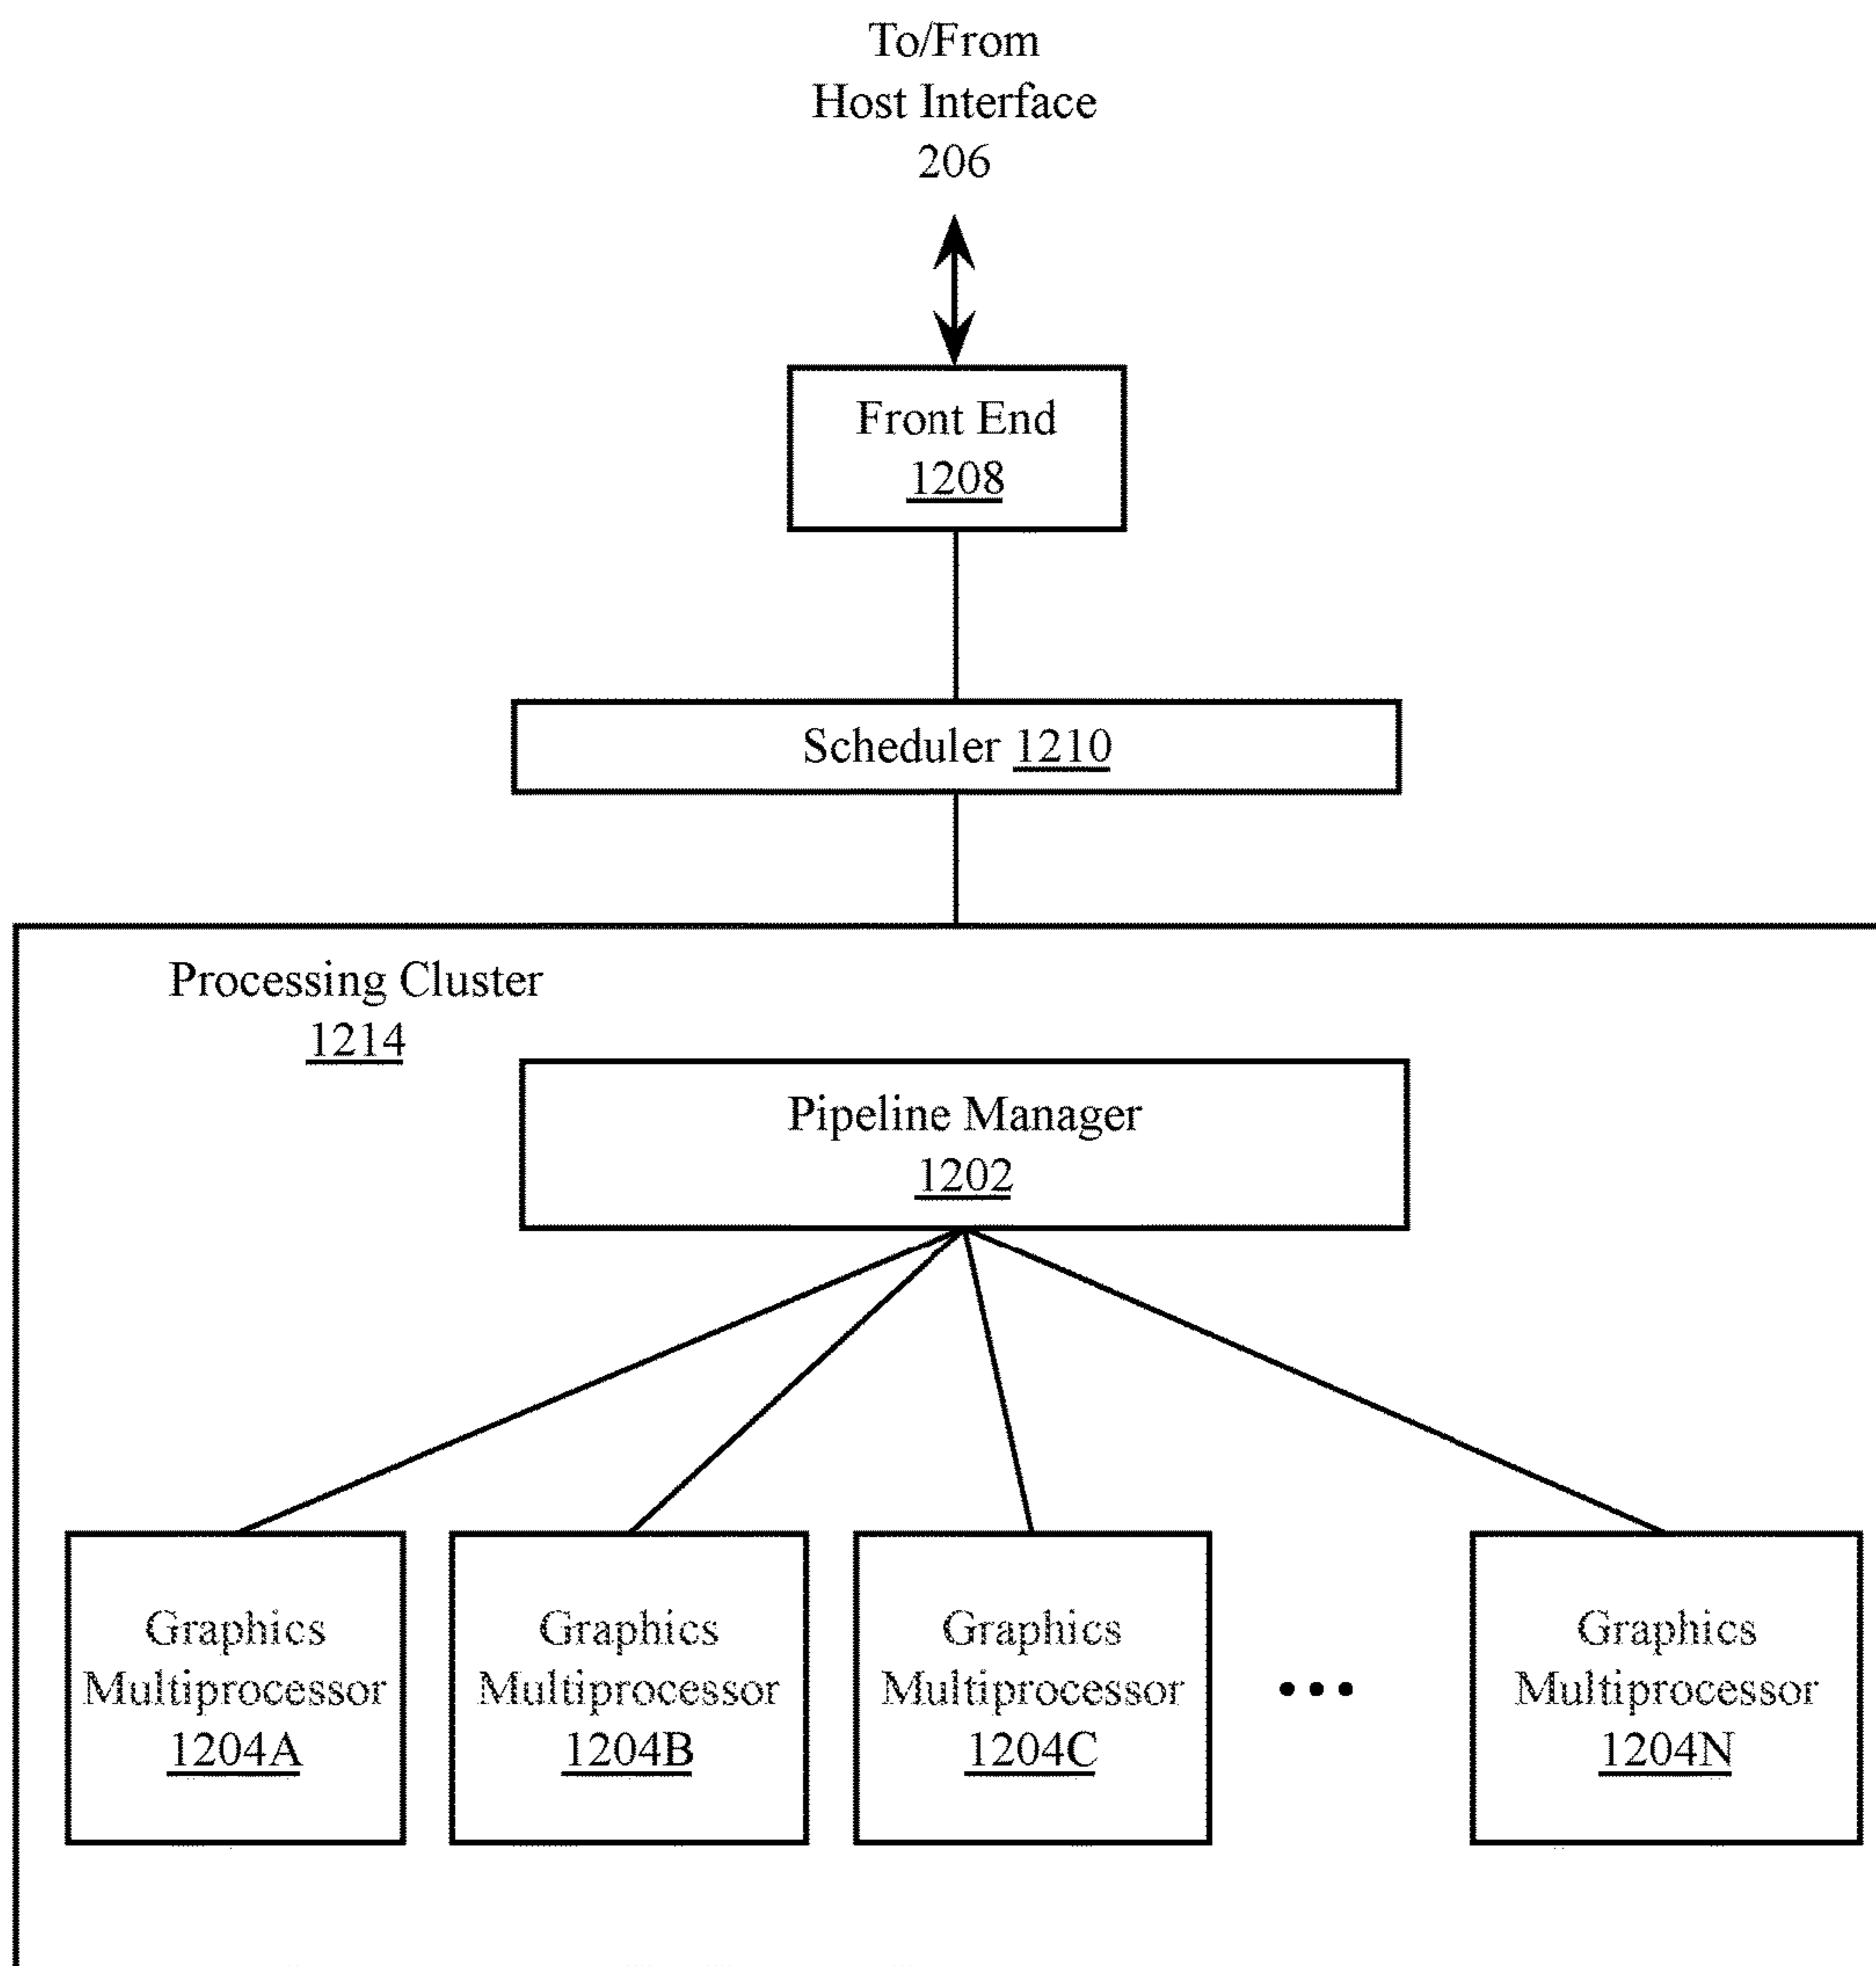 To/From
Host Interface
206
Front End
1208
Scheduler 1210
Processing Cluster
1214
Pipeline Manager
1202
Graphics
Multiprocessor
1204A
Graphics
Multiprocessor
1204B
Graphics
Multiprocessor
1204C
•••
Graphics
Multiprocessor
1204N